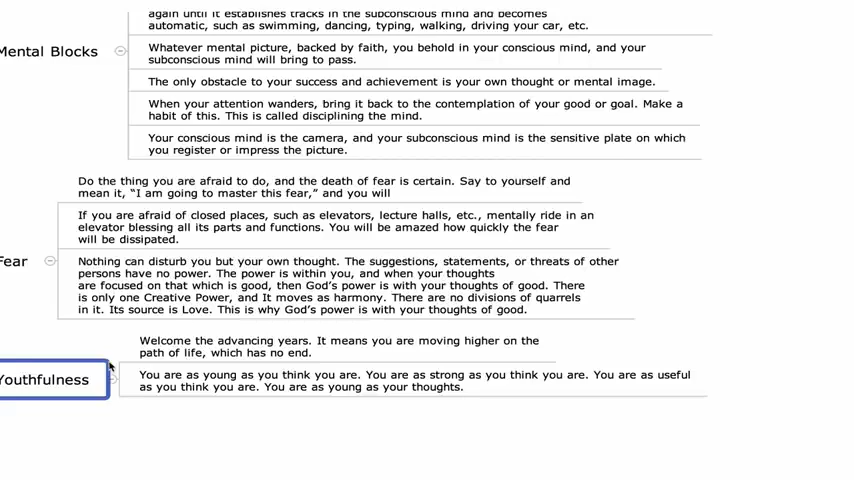 again until it establishes tracks in the subconscious mind and becomes
automatic, such as swimming, dancing, typing, walking, driving your car, etc.
Mental Blocks
Whatever mental picture, backed by faith, you behold in your conscious mind, and your
subconscious mind will bring to pass.
The only obstacle to your success and achievement is your own thought or mental image.
When your attention wanders, bring it back to the contemplation of your good or goal. Make a
habit of this. This is called disciplining the mind.
Your conscious mind is the camera, and your subconscious mind is the sensitive plate on which
you register or impress the picture.
Do the thing you are afraid to do, and the death of fear is certain. Say to yourself and
mean it, “I am going to master this fear,” and you will
If you are afraid of closed places, such as elevators, lecture halls, etc., mentally ride in an
elevator blessing all its parts and functions. You will be amazed how quickly the fear
will be dissipated.
Fear
Nothing can disturb you but your own thought. The suggestions, statements, or threats of other
persons have no power. The power is within you, and when your thoughts
are focused on that which is good, then God’s power is with your thoughts of good. There
is only one Creative Power, and It moves as harmony. There are no divisions of quarrels
in it. Its source is Love. This is why God’s power is with your thoughts of good.
Welcome the advancing years. It means you are moving higher on the
path of life, which has no end.
Youthfulness
You are as young as you think you are. You are as strong as you think you are. You are as useful
as you think you are. You are as young as your thoughts.